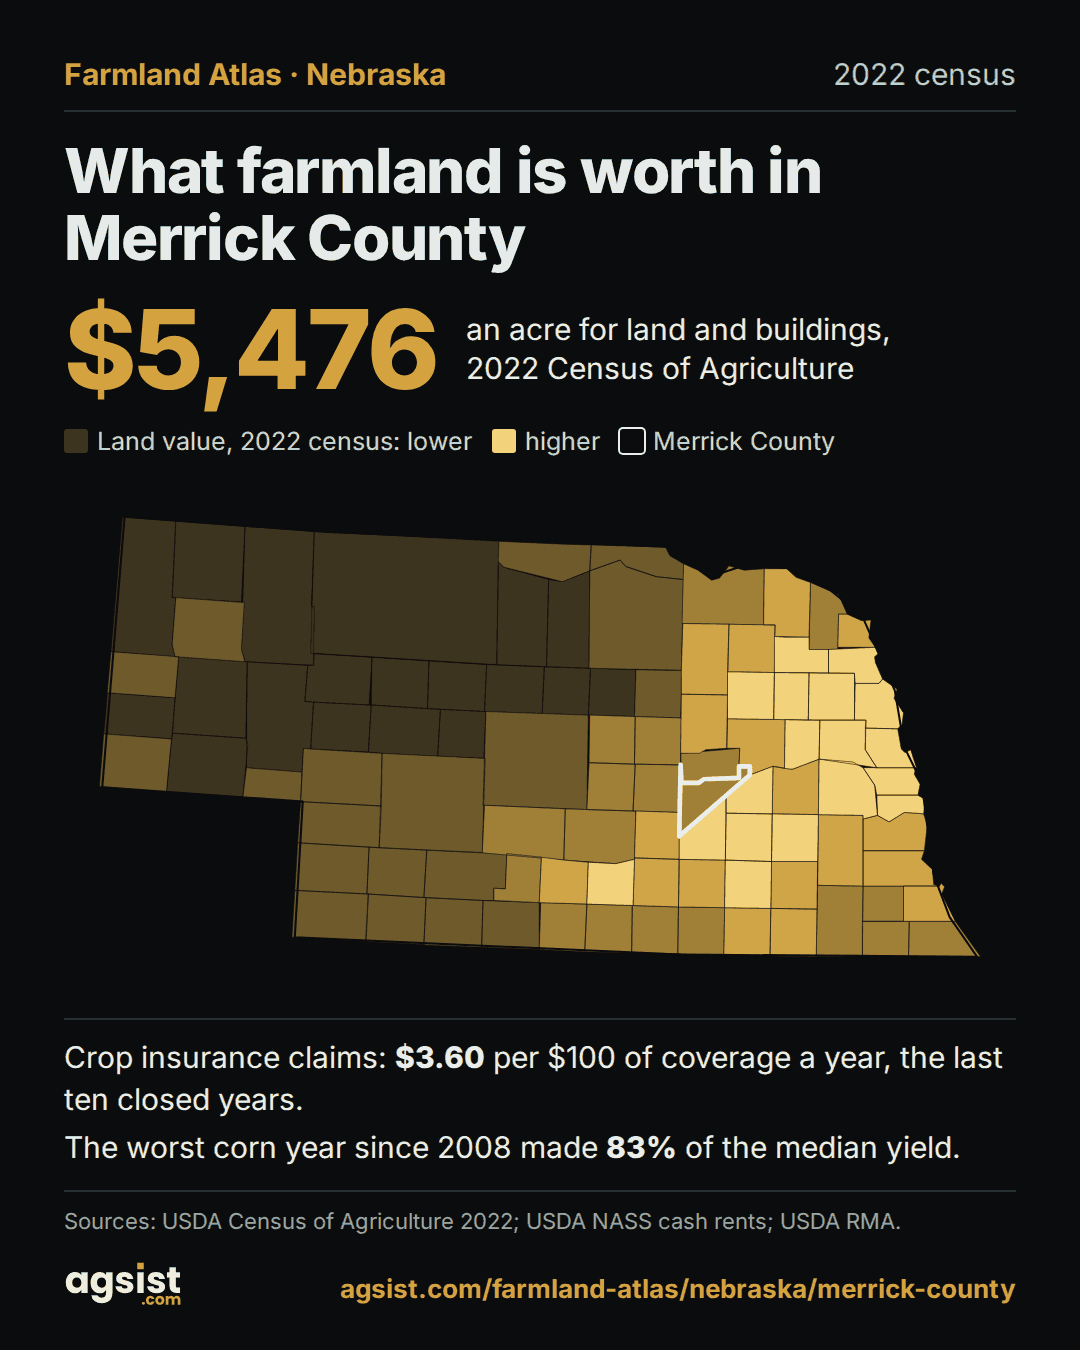 Farmland Atlas · Nebraska
2022 census
What farmland is worth in
Merrick County
$5,476
an acre for land and buildings,
2022 Census of Agriculture
Land value, 2022 census: lower
higher
Merrick County
Crop insurance claims: $3.60 per $100 of coverage a year, the last
ten closed years.
The worst corn year since 2008 made 83% of the median yield.
Sources: USDA Census of Agriculture 2022; USDA NASS cash rents; USDA RMA.
agsist
.com
agsist.com/farmland-atlas/nebraska/merrick-county